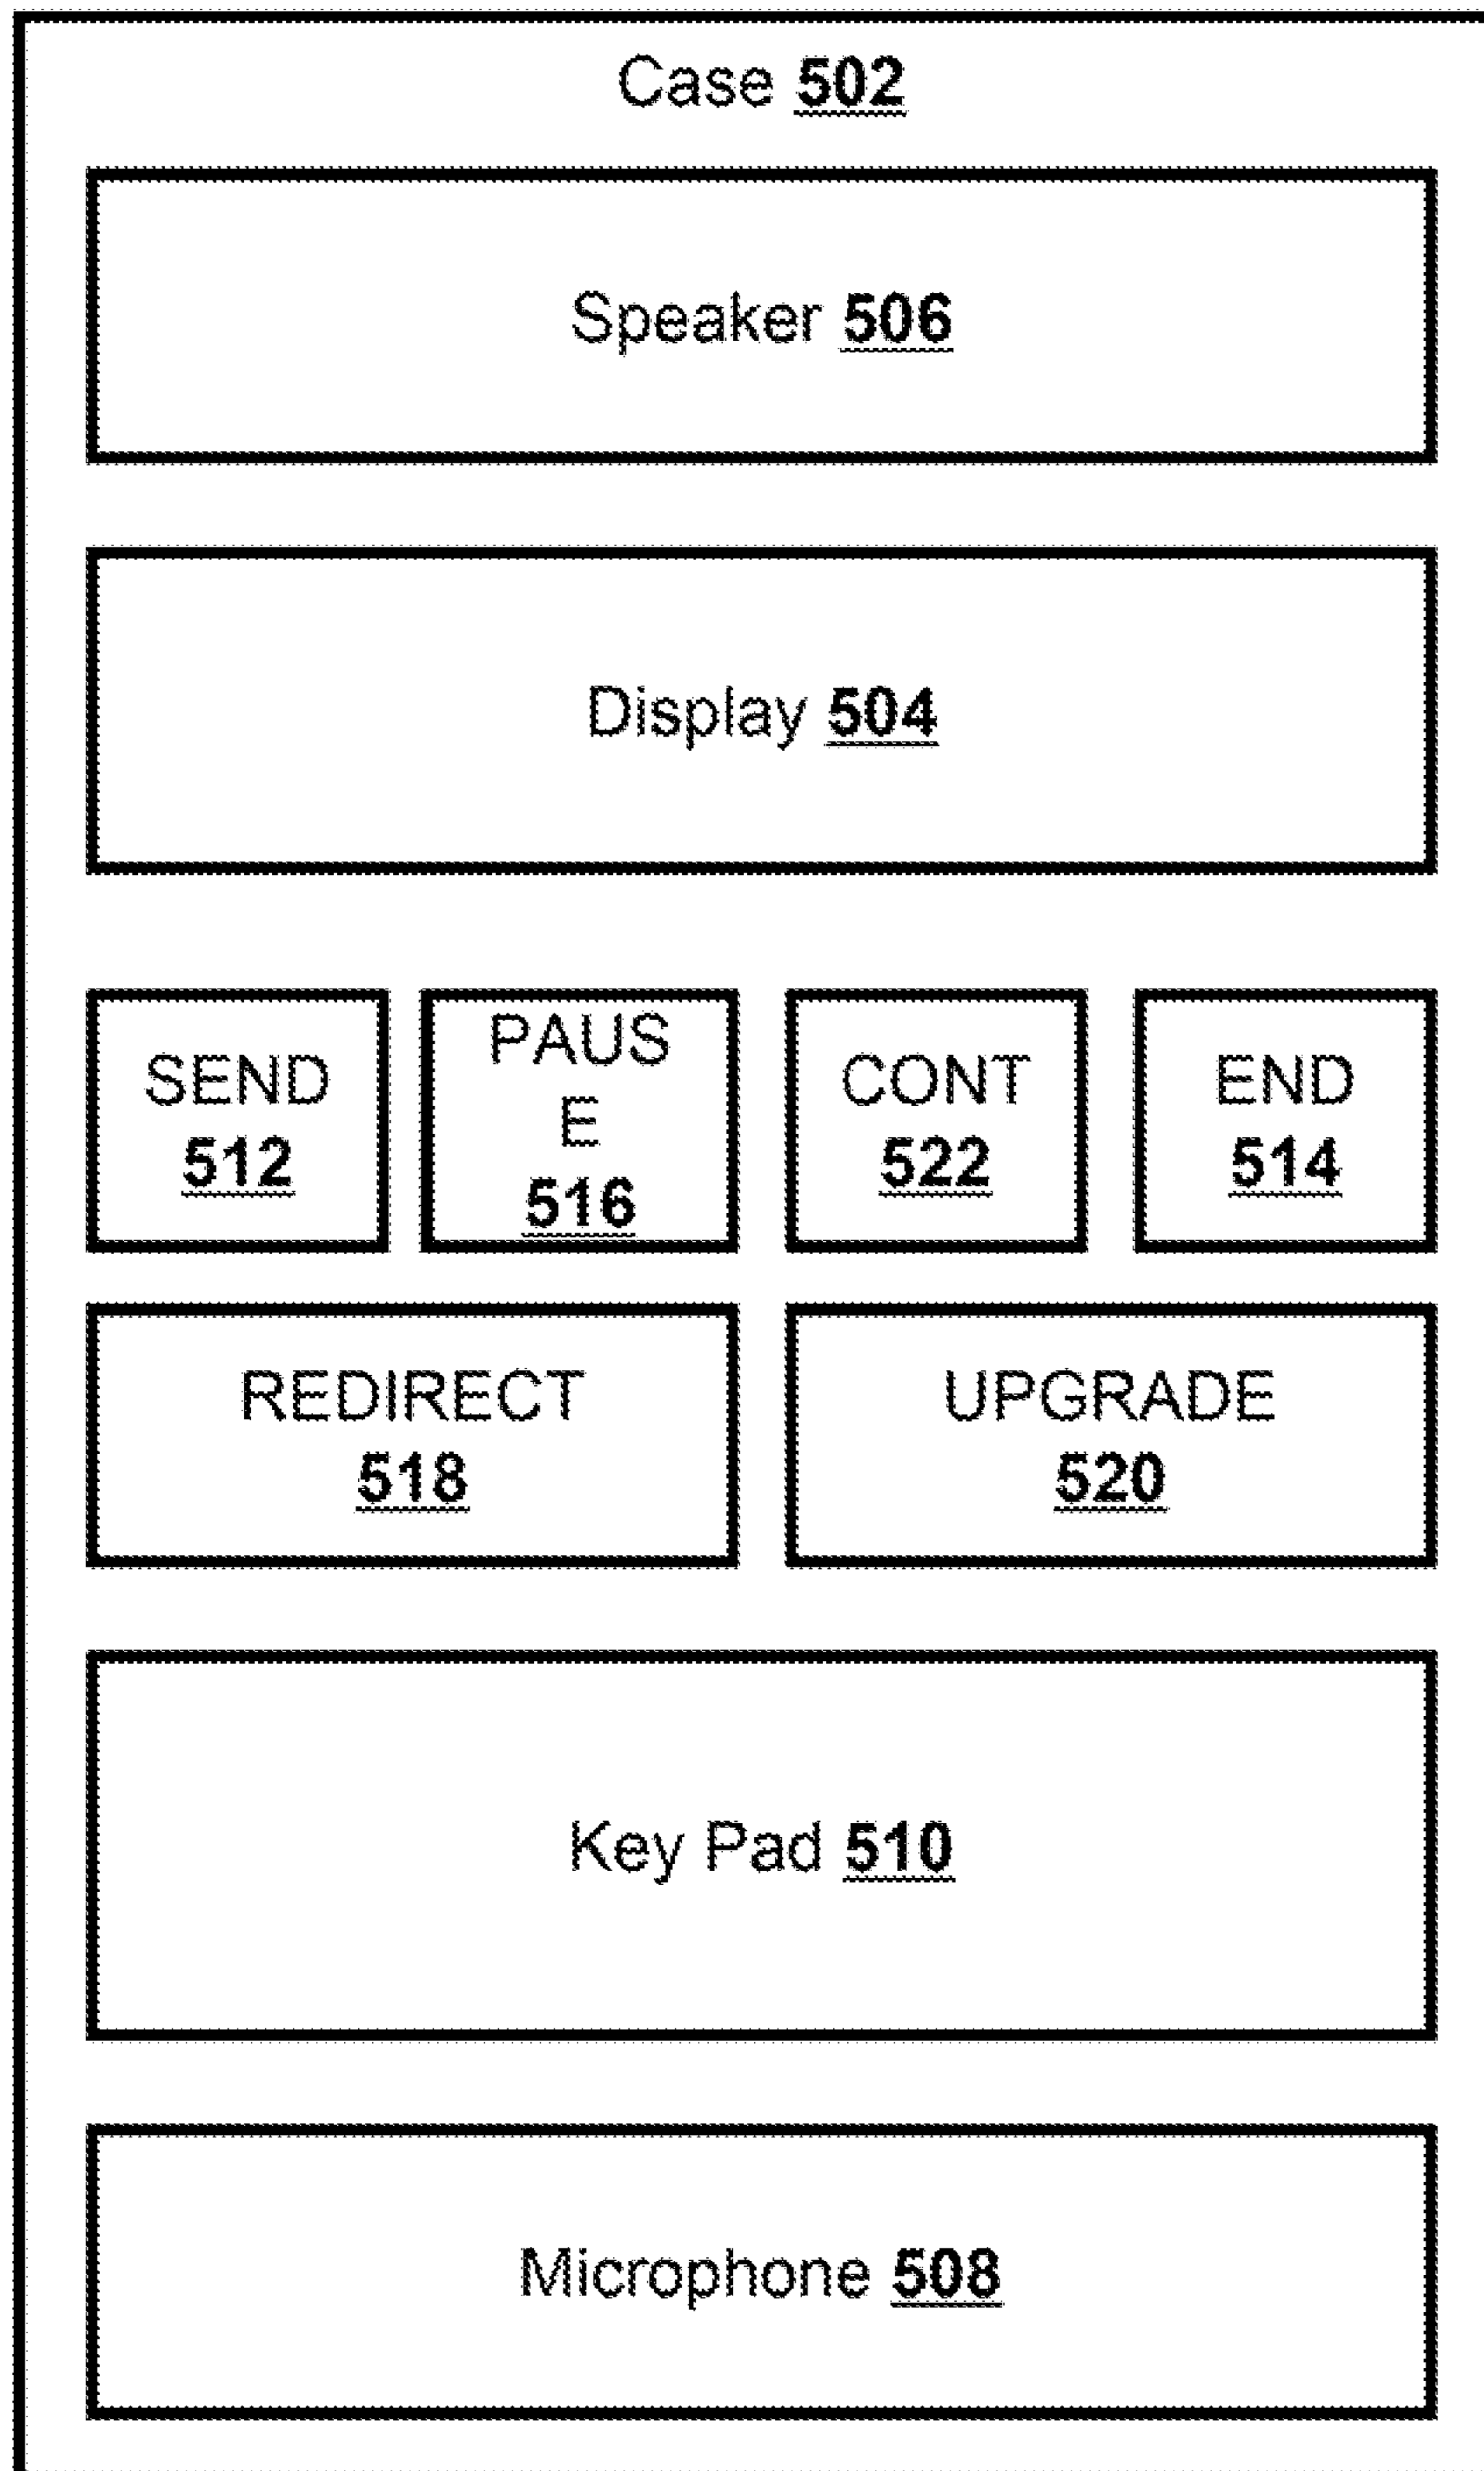 Case 502
Speaker 506
Display 504
SEND
512
PAUS
E
516
CONT
522
END
514
REDIRECT
518
UPGRADE
520
Key Pad 510
Microphone 508